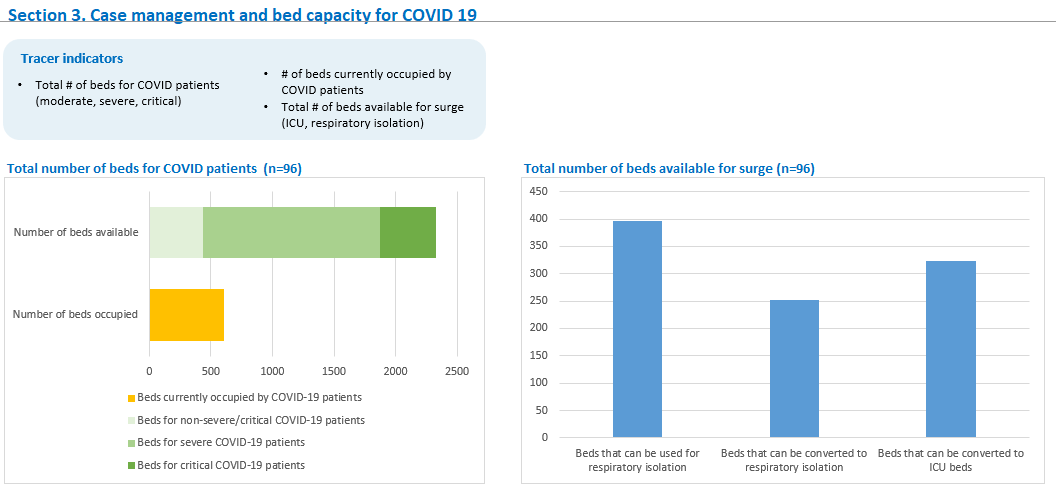 Section 3. Case management and bed capacity for COVID 19
Tracer indicators
• Total # of beds for COVID patients
(moderate, severe, critical)
• # of beds currently occupied by
COVID patients
• Total # of beds available for surge
(ICU, respiratory isolation)
Total number of beds for COVID patients (n=96)
Number of beds available
Number of beds occupied
0 500 1000 1500 2000 2500
Beds currently occupied by COVID-19 patients
Beds for non-severe/critical COVID-19 patients
Beds for severe COVID-19 patients
Beds for critical COVID-19 patients
Total number of beds available for surge (n=96)
450
400
350
300
250
200
150
100
50
0
Beds that can be used for
respiratory isolation
Beds that can be converted to
respiratory isolation
Beds that can be converted to
ICU beds